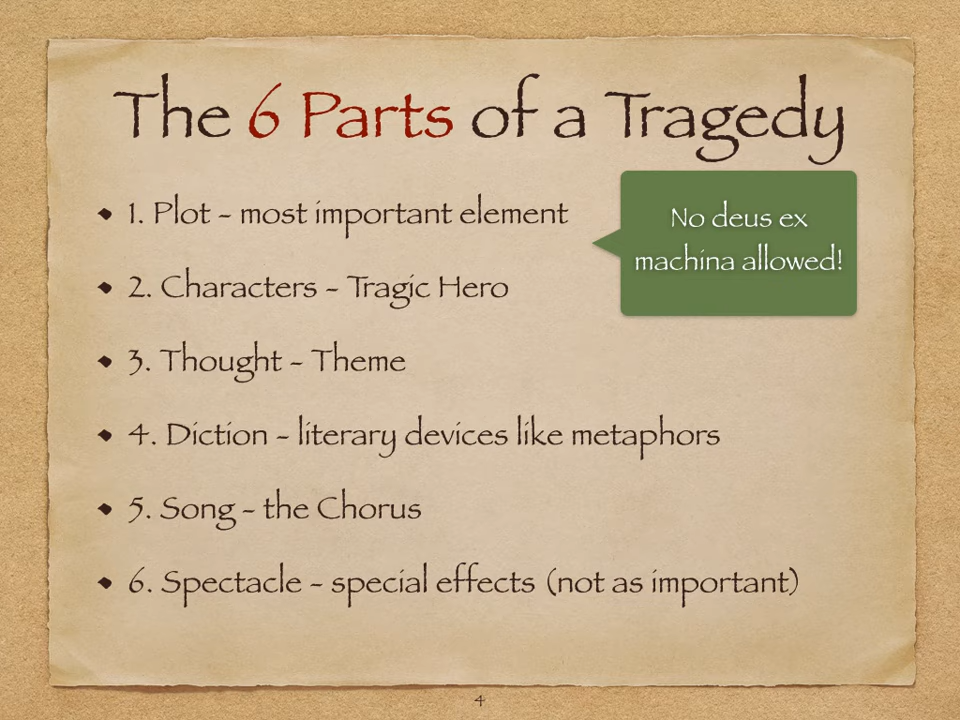 The 6 Parts of a Tragedy
1. Plot - most important element
No deus ex
machina allowed!
2. Characters - Tragic Hero
3. Thought - Theme
4. Diction - literary devices like metaphors
5. Song - the Chorus
6. Spectacle - special effects (not as important)
4